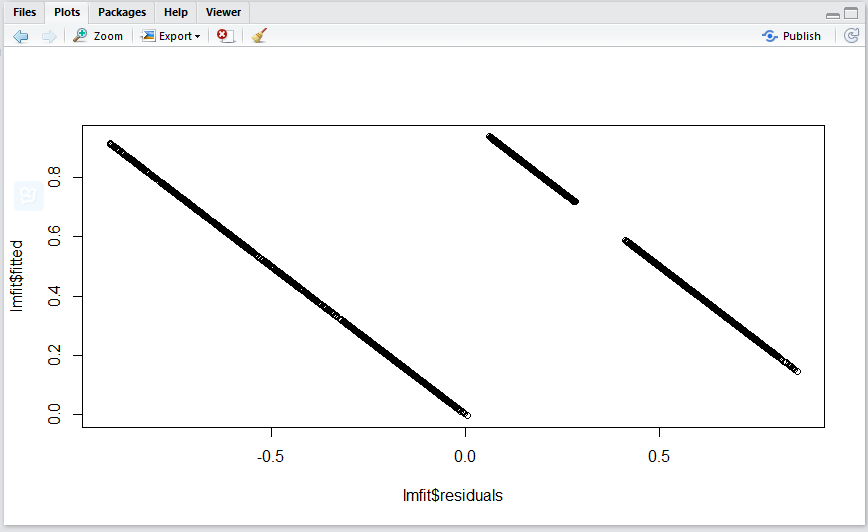 Files Plots Packages Help Viewer
Zoom Export Publish
lmfit$fitted
0.8
0.6
0.4
0.2
0.0
-0.5 0.0 0.5
lmfit$residuals